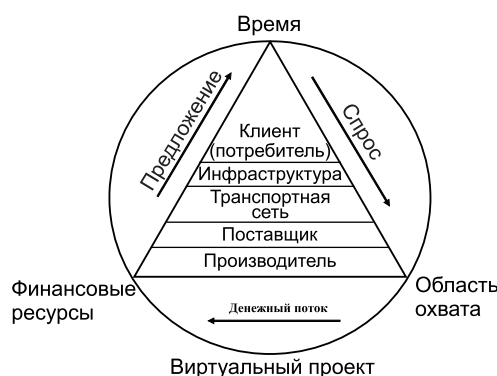 Время
Предложение
Спрос
Клиент
(потребитель)
Инфраструктура
Транспортная
сеть
Поставщик
Производитель
Финансовые
ресурсы
Область
охвата
Денежный поток
Виртуальный проект